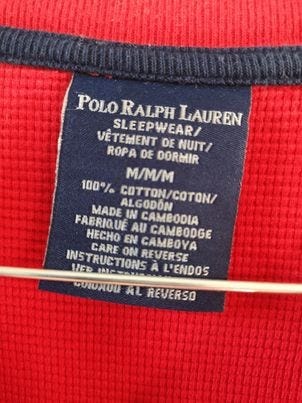 POLO RALPH LAUREN
SLEEPWEAR/
VÊTEMENT DE NUIT/
ROPA DE DORMIR
M/M/M
100% COTTON/COTON/
ALGODÓN
MADE IN CAMBODIA
FABRIQUÉ AU CAMBODGE
HECHO EN CAMBOYA
CARE ON REVERSE
INSTRUCTIONS À L'ENDOS
VER
AL REVERSO